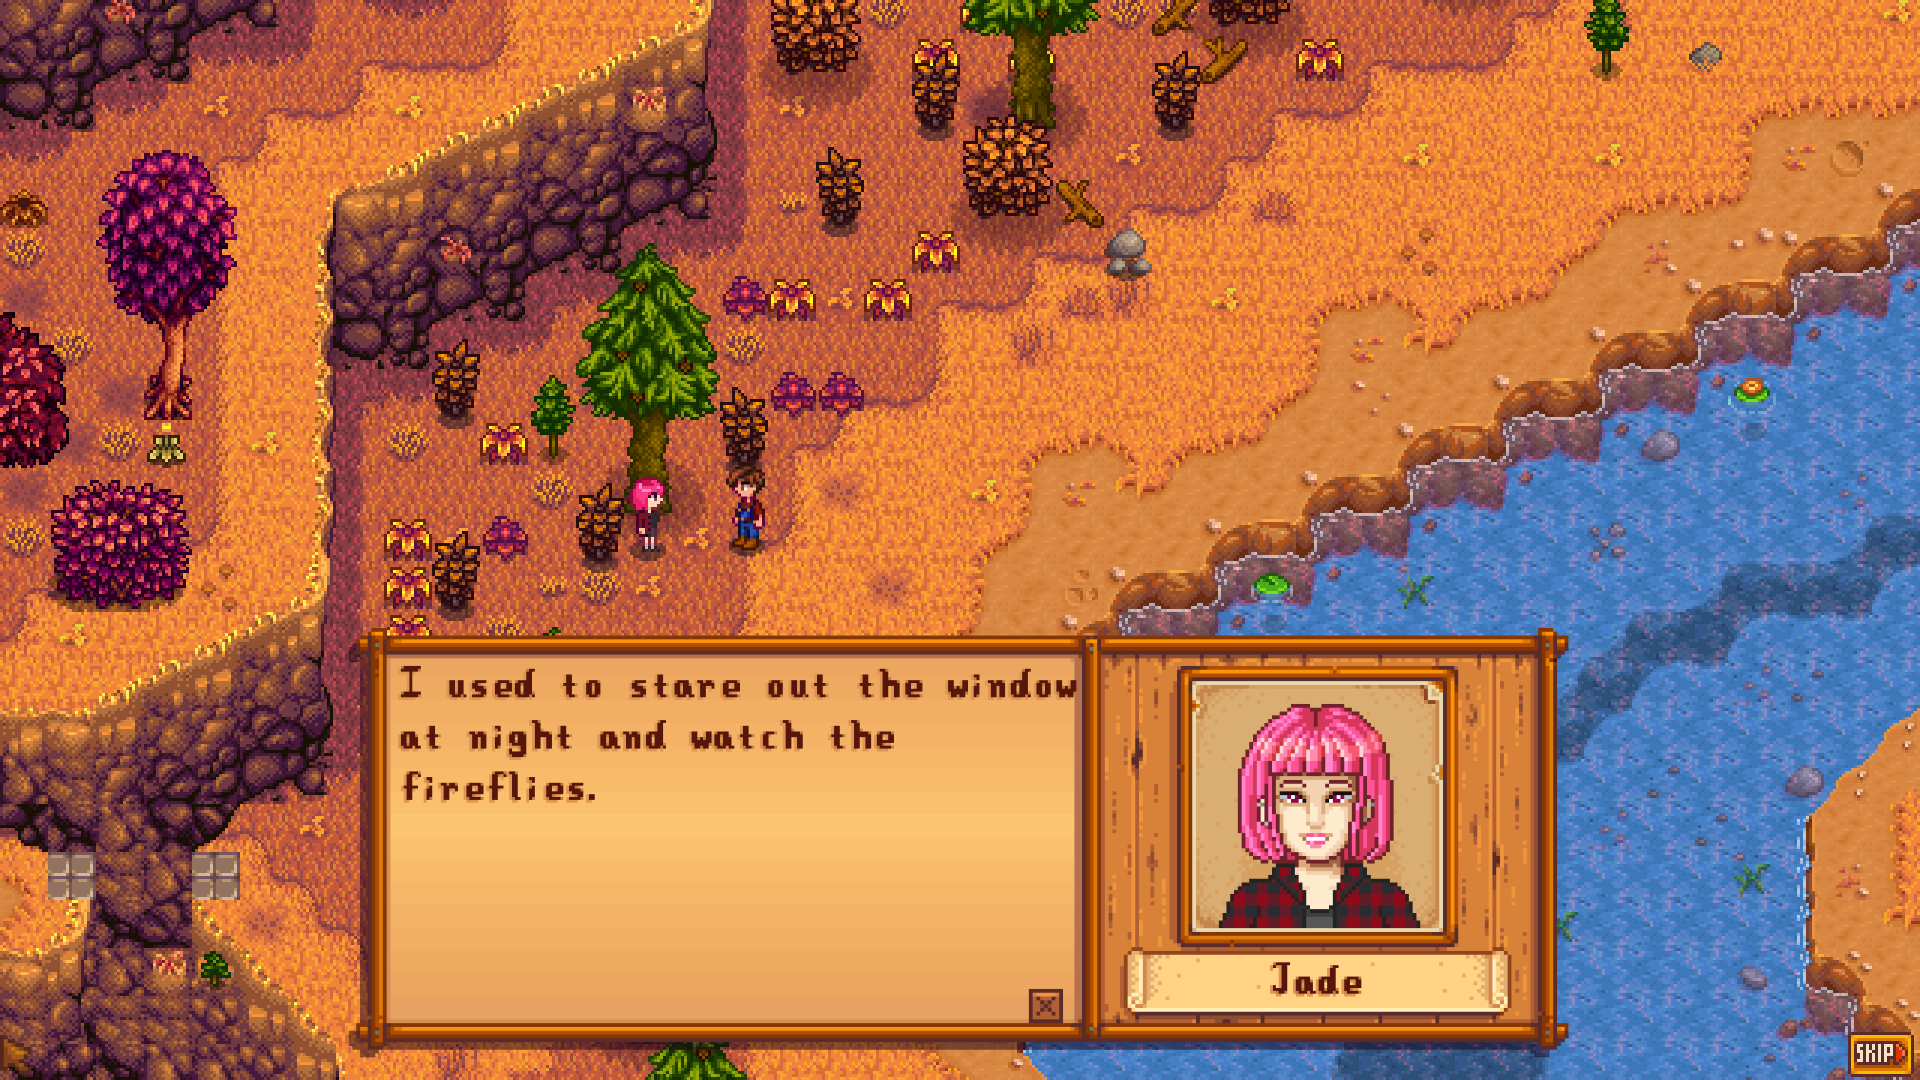 I used to stare out the window
at night and watch the
fireflies.
Jade
SKIP